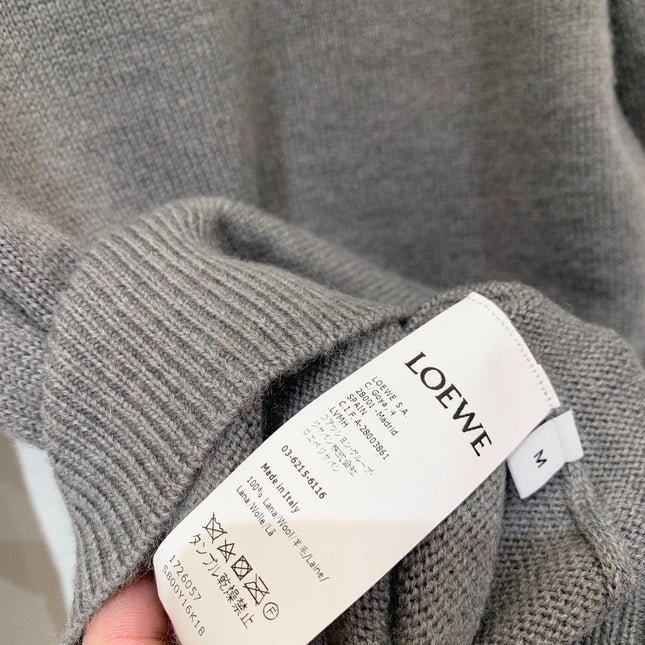 LOEWE
LOEWE S.A.
C/Goya, 4
28001-Madrid
SPAIN
C.I.F A-28003861
LVMH
ファッション・グループ・
ジャパン株式会社
ロエベ・ジャパン
03-6215-6116
Made in Italy
100% Lana/Wool/羊毛/Laine/
Lana/Wolle/Lã
F
タンブル乾燥禁止
1726057
S800Y16K18
M